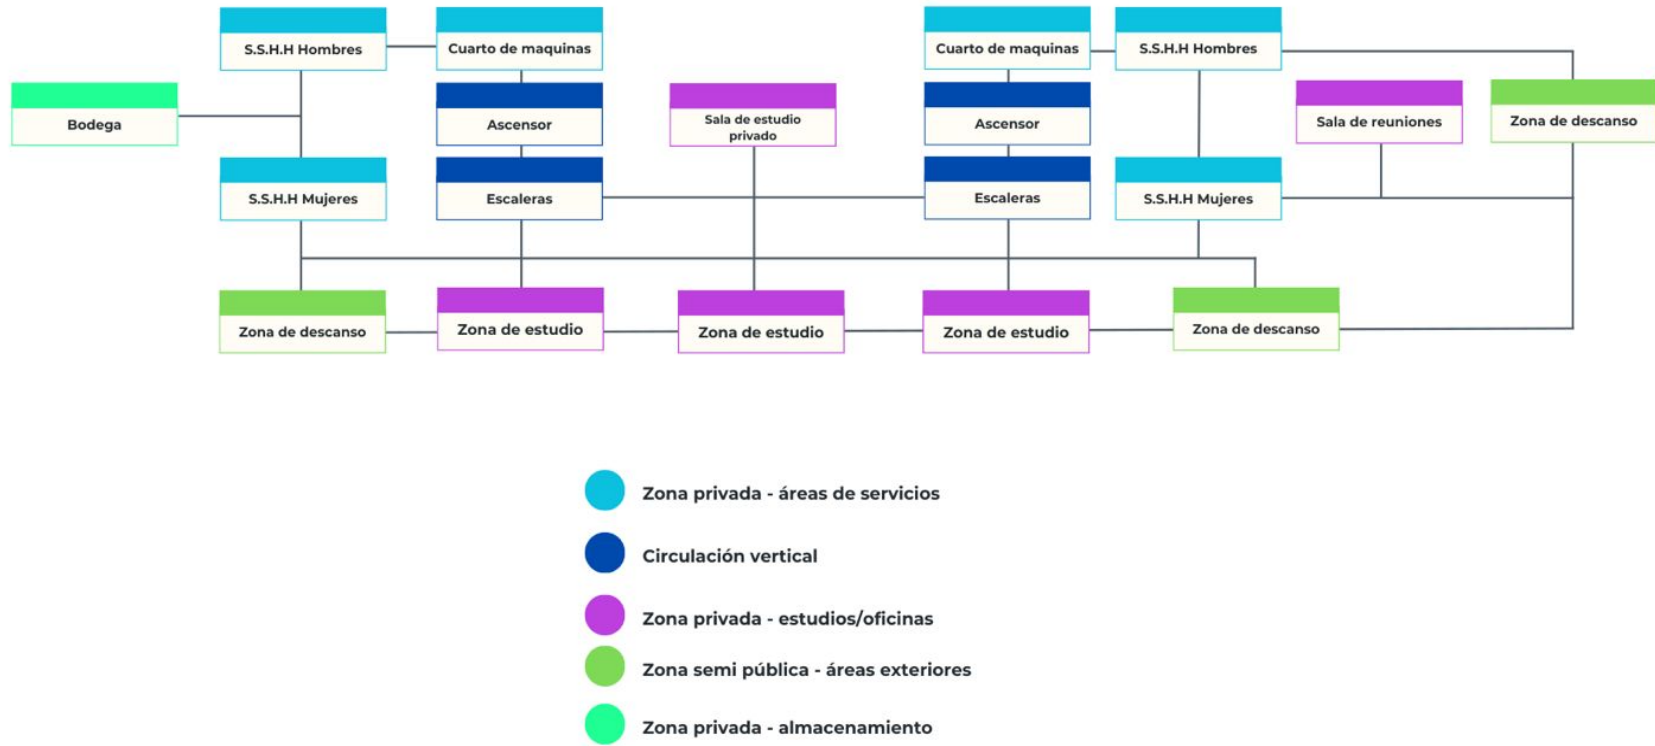 S.S.H.H Hombres
Cuarto de maquinas
Cuarto de maquinas
S.S.H.H Hombres
Bodega
Ascensor
Sala de estudio
privado
Ascensor
Sala de reuniones
Zona de descanso
S.S.H.H Mujeres
Escaleras
Escaleras
S.S.H.H Mujeres
Zona de descanso
Zona de estudio
Zona de estudio
Zona de estudio
Zona de descanso
Zona privada - áreas de servicios
Circulación vertical
Zona privada - estudios/oficinas
Zona semi pública - áreas exteriores
Zona privada - almacenamiento